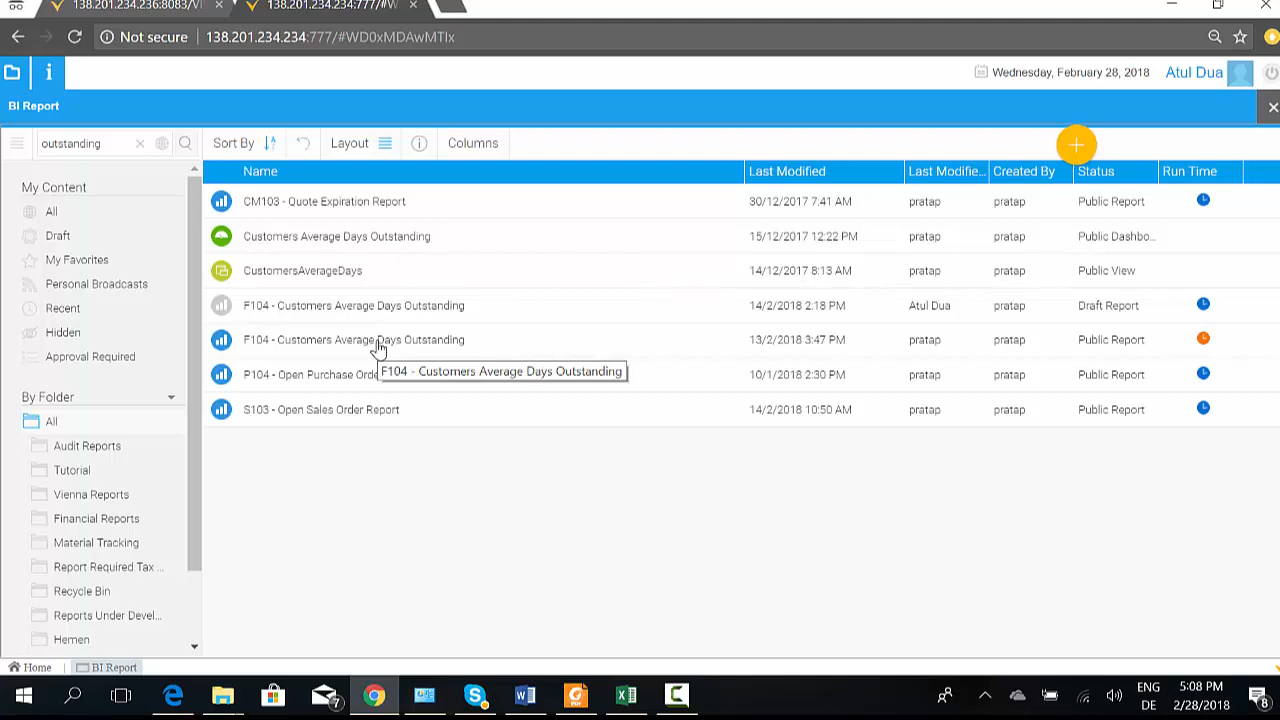 138.201.234.236:8083/VI
138.201.234.234:777/#W
Not secure 138.201.234.234:777/#WD0xMDAwMTIx
Wednesday, February 28, 2018 Atul Dua
BI Report
outstanding Sort By Layout Columns
Name Last Modified Last Modifie... Created By Status Run Time
CM103 - Quote Expiration Report 30/12/2017 7:41 AM pratap pratap Public Report
Customers Average Days Outstanding 15/12/2017 12:22 PM pratap pratap Public Dashbo...
CustomersAverageDays 14/12/2017 8:13 AM pratap pratap Public View
F104 - Customers Average Days Outstanding 14/2/2018 2:18 PM Atul Dua pratap Draft Report
F104 - Customers Average Days Outstanding 13/2/2018 3:47 PM pratap pratap Public Report
F104 - Customers Average Days Outstanding
P104 - Open Purchase Orde 10/1/2018 2:30 PM pratap pratap Public Report
S103 - Open Sales Order Report 14/2/2018 10:50 AM pratap pratap Public Report
My Content
All
Draft
My Favorites
Personal Broadcasts
Recent
Hidden
Approval Required
By Folder
All
Audit Reports
Tutorial
Vienna Reports
Financial Reports
Material Tracking
Report Required Tax ...
Recycle Bin
Reports Under Devel...
Hemen
Home BI Report
7 ENG 5:08 PM
DE 2/28/2018 8